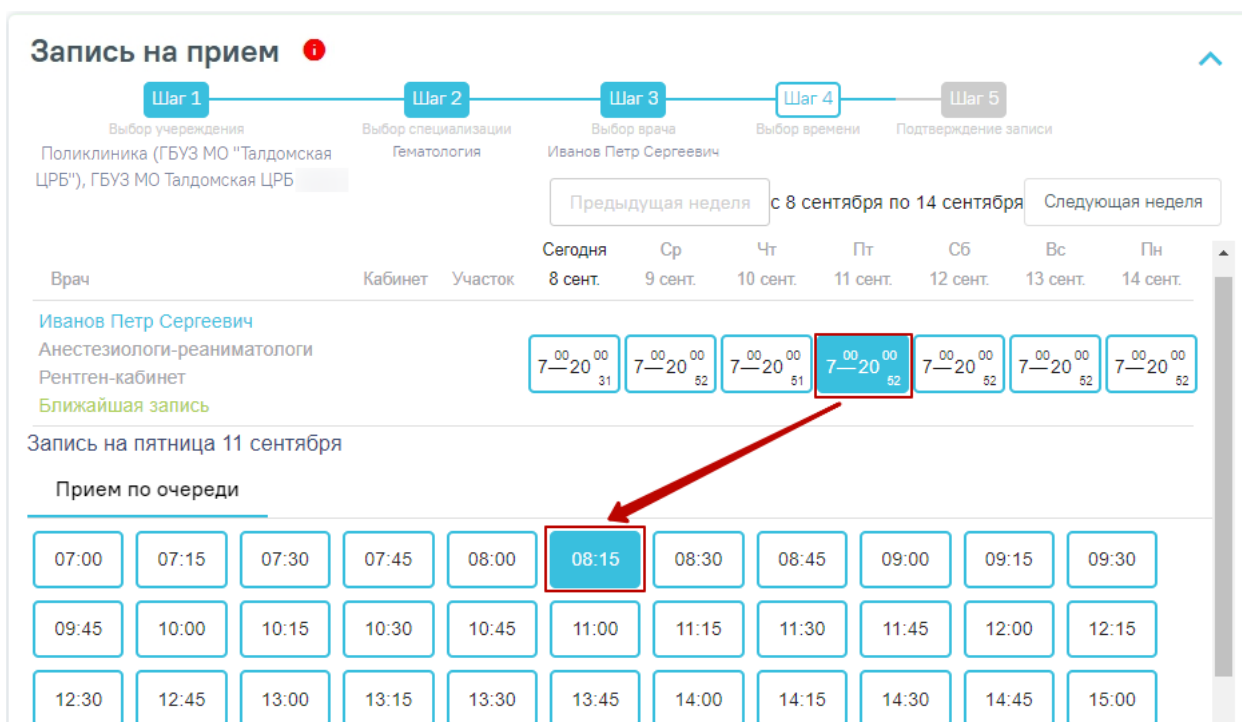 Запись на прием i
Шаг 1 Шаг 2 Шаг 3 Шаг 4 Шаг 5
Выбор учереждения Выбор специализации Выбор врача Выбор времени Подтверждение записи
Поликлиника (ГБУЗ МО "Талдомская Гематология Иванов Петр Сергеевич
ЦРБ"), ГБУЗ МО Талдомская ЦРБ
Предыдущая неделя с 8 сентября по 14 сентября Следующая неделя
Сегодня Ср Чт Пт Сб Вс Пн
Врач Кабинет Участок 8 сент. 9 сент. 10 сент. 11 сент. 12 сент. 13 сент. 14 сент.
Иванов Петр Сергеевич
Анестезиологи-реаниматологи
7 00 — 20 00 31 7 00 — 20 00 52 7 00 — 20 00 51 7 00 — 20 00 52 7 00 — 20 00 52 7 00 — 20 00 52 7 00 — 20 00 52
Рентген-кабинет
Ближайшая запись
Запись на пятница 11 сентября
Прием по очереди
07:00 07:15 07:30 07:45 08:00 08:15 08:30 08:45 09:00 09:15 09:30
09:45 10:00 10:15 10:30 10:45 11:00 11:15 11:30 11:45 12:00 12:15
12:30 12:45 13:00 13:15 13:30 13:45 14:00 14:15 14:30 14:45 15:00